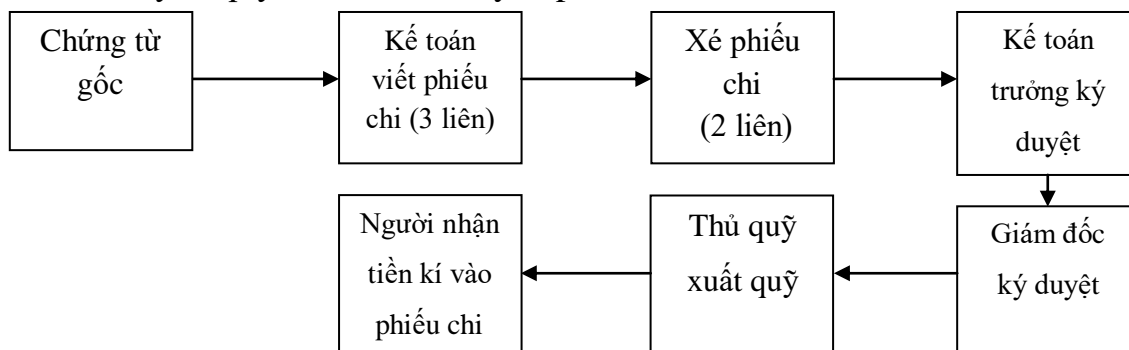 Chứng từ
gốc
Kế toán
viết phiếu
chi (3 liên)
Xé phiếu
chi
(2 liên)
Kế toán
trưởng ký
duyệt
Người nhận
tiền kí vào
phiếu chi
Thủ quỹ
xuất quỹ
Giám đốc
ký duyệt